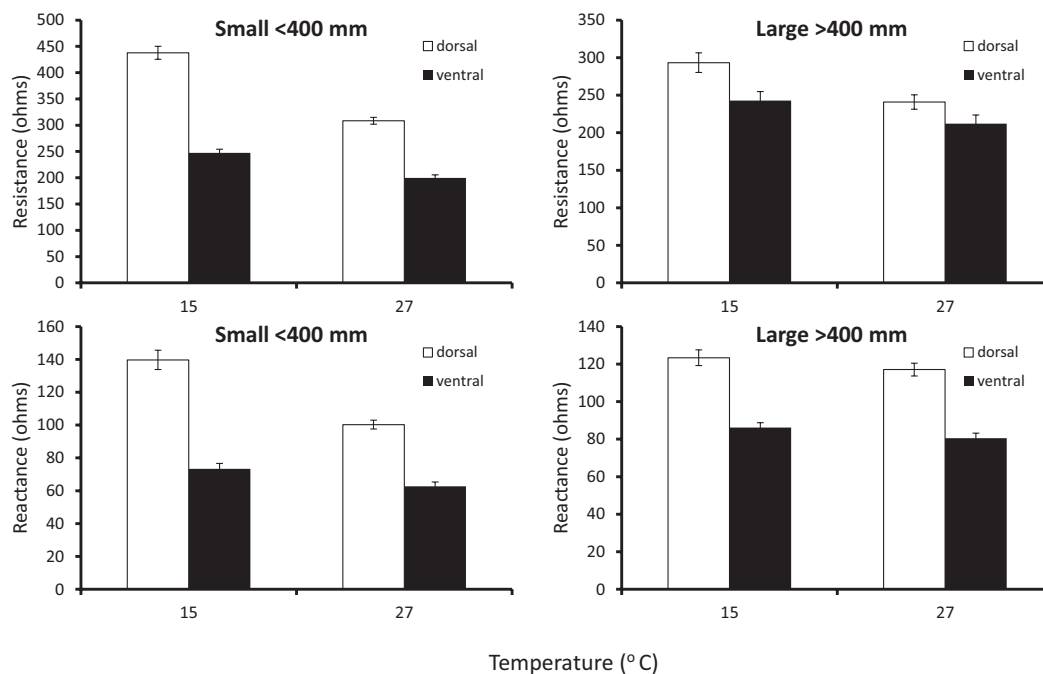 Small <400 mm
dorsal
ventral
Resistance (ohms)
500
450
400
350
300
250
200
150
100
50
0
15
27
Large >400 mm
dorsal
ventral
Resistance (ohms)
350
300
250
200
150
100
50
0
15
27
Small <400 mm
dorsal
ventral
Reactance (ohms)
160
140
120
100
80
60
40
20
0
15
27
Large >400 mm
dorsal
ventral
Reactance (ohms)
140
120
100
80
60
40
20
0
15
27
Temperature (° C)